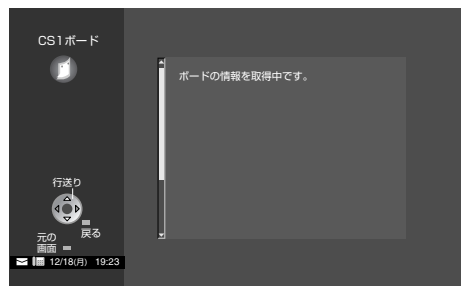 CS1ボード
ボードの情報を取得中です。
行送り
戻る
元の
画面
12/18(月) 19:23